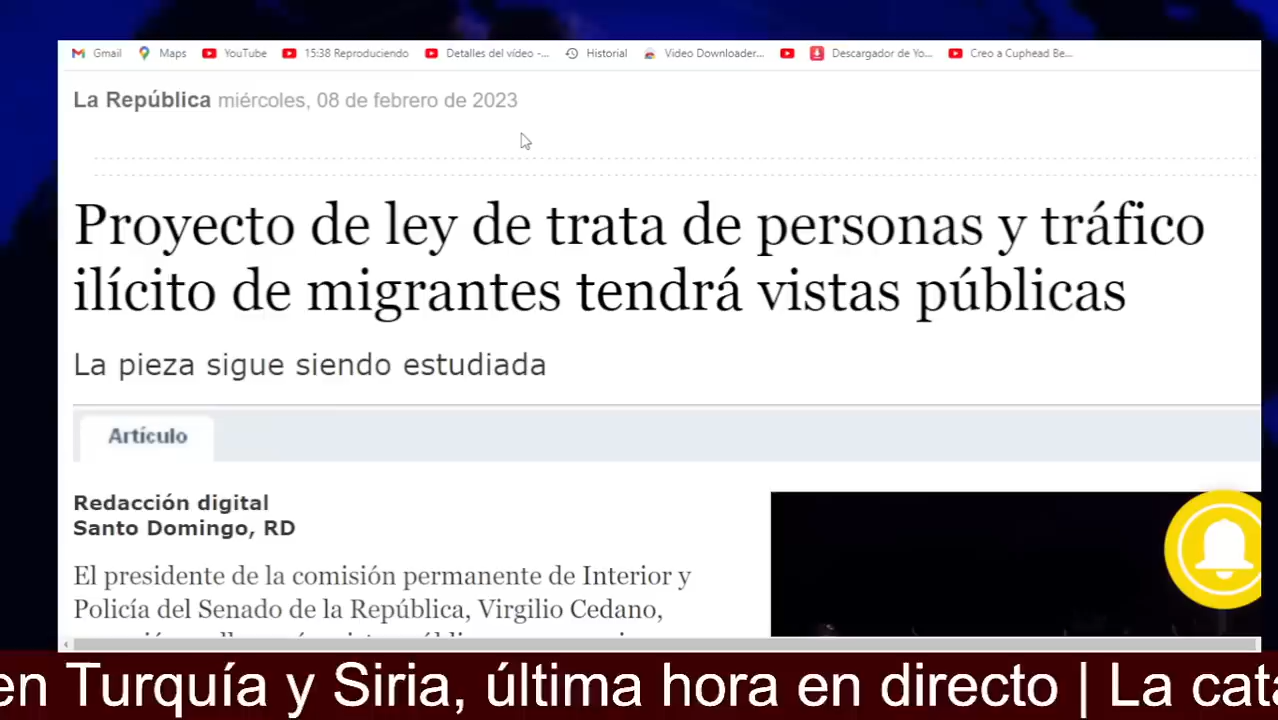 Gmail Maps YouTube 15:38 Reproduciendo Detalles del vídeo -... Historial Video Downloader... Descargador de Yo... Creo a Cuphead Be...
La República miércoles, 08 de febrero de 2023
Proyecto de ley de trata de personas y tráfico
ilícito de migrantes tendrá vistas públicas
La pieza sigue siendo estudiada
Artículo
Redacción digital
Santo Domingo, RD
El presidente de la comisión permanente de Interior y
Policía del Senado de la República, Virgilio Cedano,
en Turquía y Siria, última hora en directo | La cata